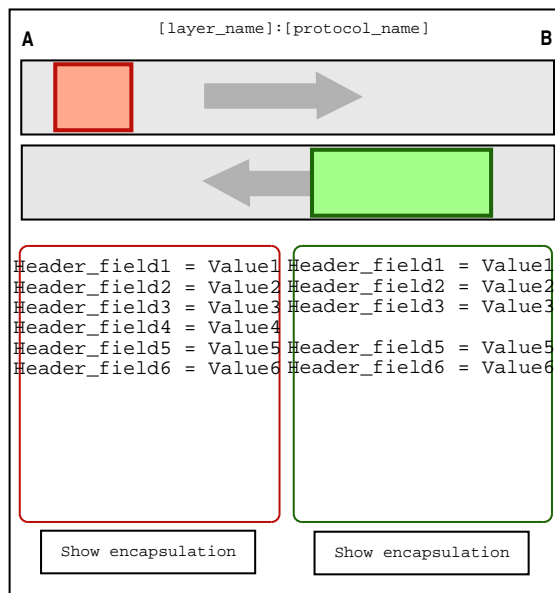 [layer_name]:[protocol_name]
A B
Header_field1 = Value1
Header_field2 = Value2
Header_field3 = Value3
Header_field4 = Value4
Header_field5 = Value5
Header_field6 = Value6
Header_field1 = Value1
Header_field2 = Value2
Header_field3 = Value3
Header_field5 = Value5
Header_field6 = Value6
Show encapsulation
Show encapsulation